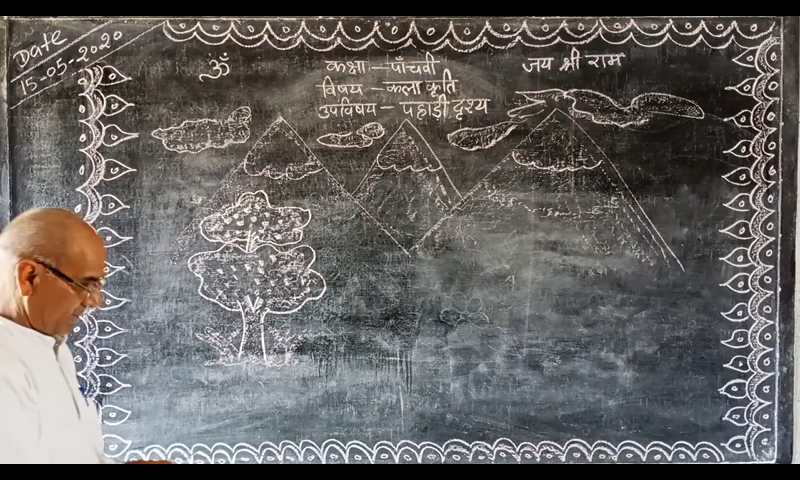 Date
15-05-2020
ॐ
कक्षा – पाँचवी
जय श्री राम
विषय – कला कृति
उपविषय – पहाडी दृश्य